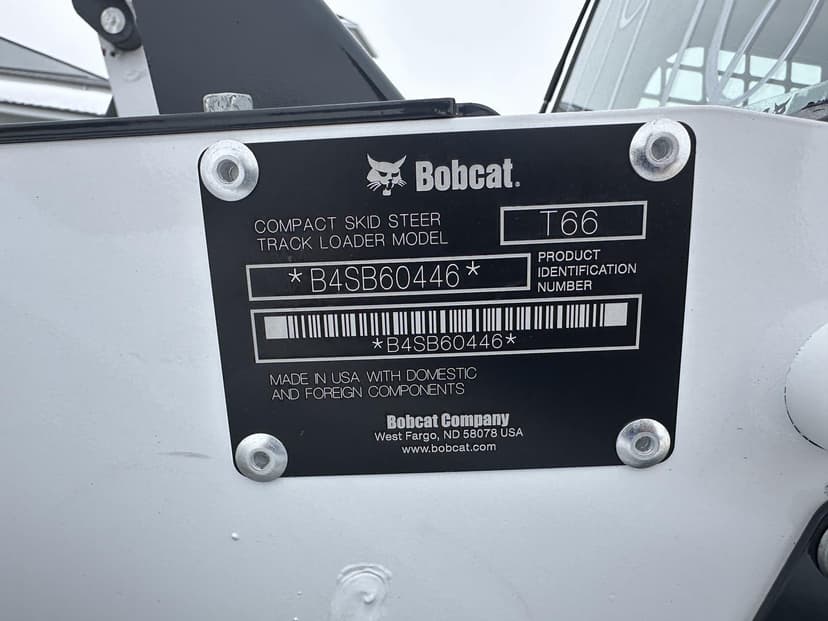 Bobcat.
COMPACT SKID STEER
TRACK LOADER MODEL
T66
*B4SB60446*
PRODUCT
IDENTIFICATION
NUMBER
*B4SB60446*
MADE IN USA WITH DOMESTIC
AND FOREIGN COMPONENTS
Bobcat Company
West Fargo, ND 58078 USA
www.bobcat.com